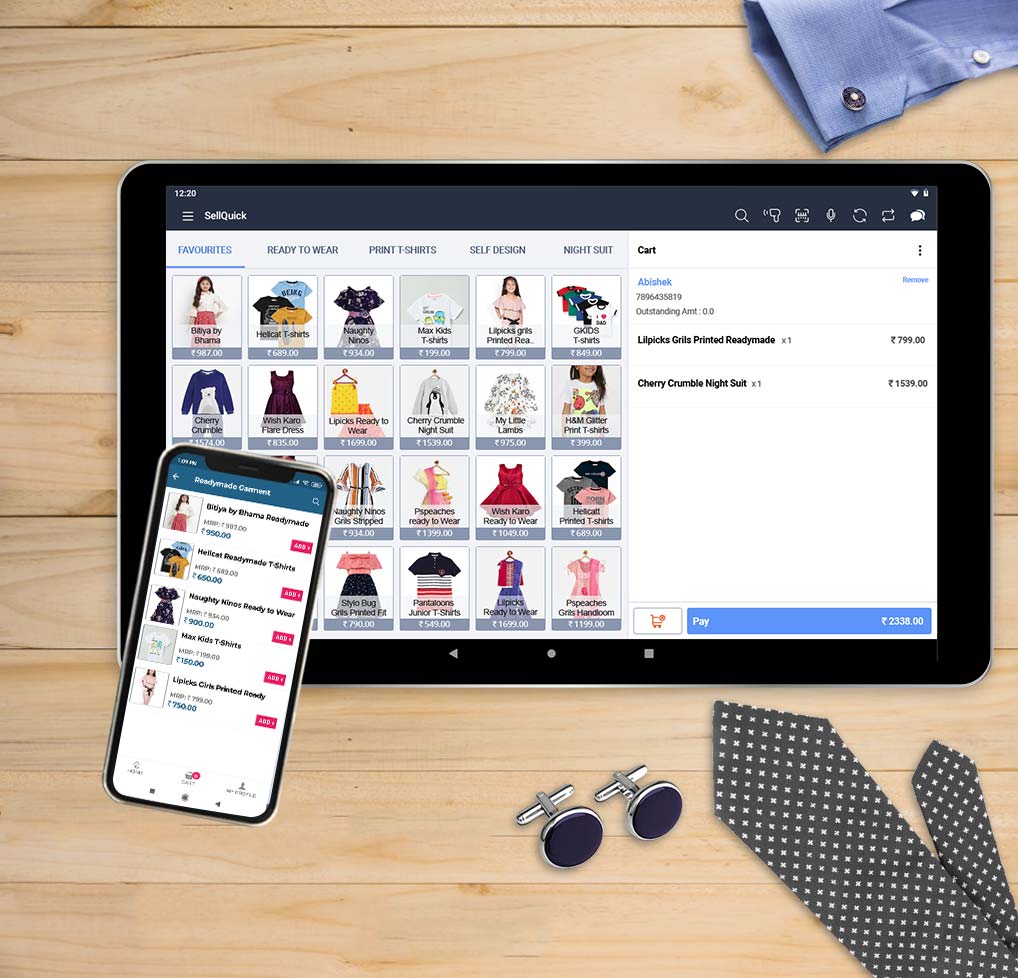 12:20
SellQuick
FAVOURITES
READY TO WEAR
PRINT T-SHIRTS
SELF DESIGN
NIGHT SUIT
Cart
Abishek
Remove
7896435819
Outstanding Amt : 0.0
Lilpicks Grils Printed Readymade x 1 ₹ 799.00
Cherry Crumble Night Suit x 1 ₹ 1539.00
Pay ₹ 2338.00
Bitiya by
Bhama
₹ 987.00
BEING
Hellcat T-shirts
₹ 689.00
Naughty
Ninos
₹ 934.00
Max Kids
T-shirts
₹ 199.00
Lilpicks grils
Printed Rea..
₹ 799.00
I
DAD
GKIDS
T-shirts
₹ 849.00
Cherry
Crumble
₹ 1574.00
Wish Karo
Flare Dress
₹ 835.00
Lipicks Ready to
Wear
₹ 1699.00
Cherry Crumble
Night Suit
₹ 1539.00
My Little
Lambs
₹ 975.00
H&M Glitter
Print T-shirts
₹ 399.00
Naughty Ninos
Grils Stripped
₹ 934.00
Pspeaches
ready to Wear
₹ 1399.00
Wish Karo
Ready to Wear
₹ 1049.00
Hellcatt
Printed T-shirts
₹ 689.00
Stylo Bug
Grils Printed Fit
₹ 790.00
Pantaloons
Junior T-Shirts
₹ 549.00
Lilpicks
Ready to Wear
₹ 1699.00
Pspeaches
Grils Handloom
₹ 1199.00
1:09 PM
Readymade Garment
Bitiya by Bhama Readymade
MRP: ₹ 987.00
₹ 950.00
ADD +
Hellcat Readymade T-Shirts
MRP: ₹ 689.00
₹ 650.00
ADD +
Naughty Ninos Ready to Wear
MRP: ₹ 934.00
₹ 900.00
ADD +
Max Kids T-Shirts
MRP: ₹ 199.00
₹ 150.00
ADD +
Lipicks Girls Printed Ready
MRP: ₹ 799.00
₹ 750.00
ADD +
HOME
CART
MY PROFILE